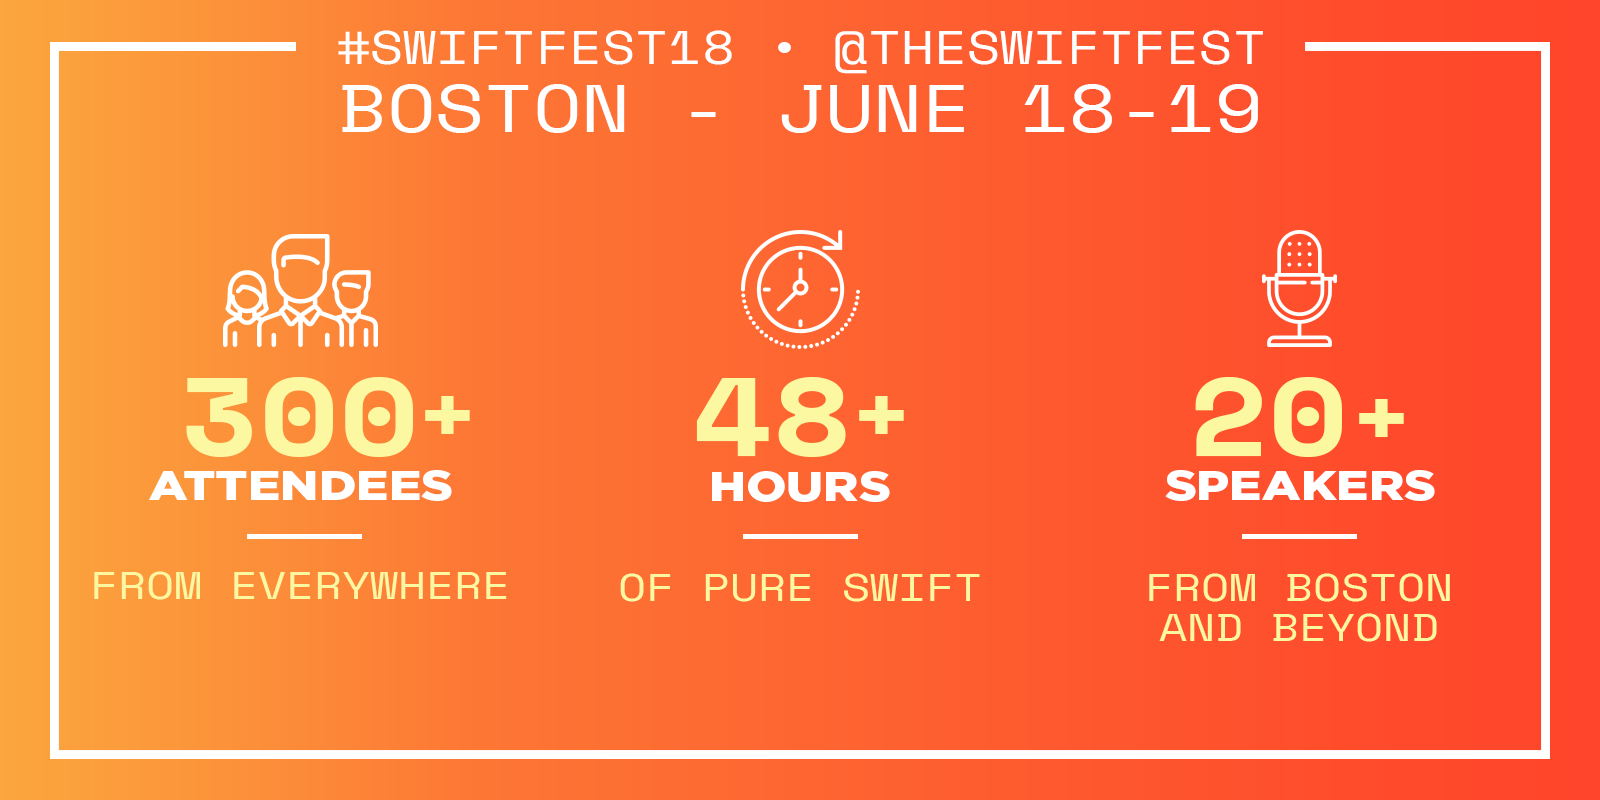 #SWIFTFEST18 • @THESWIFTFEST
BOSTON - JUNE 18-19
300+
ATTENDEES
FROM EVERYWHERE
48+
HOURS
OF PURE SWIFT
20+
SPEAKERS
FROM BOSTON
AND BEYOND